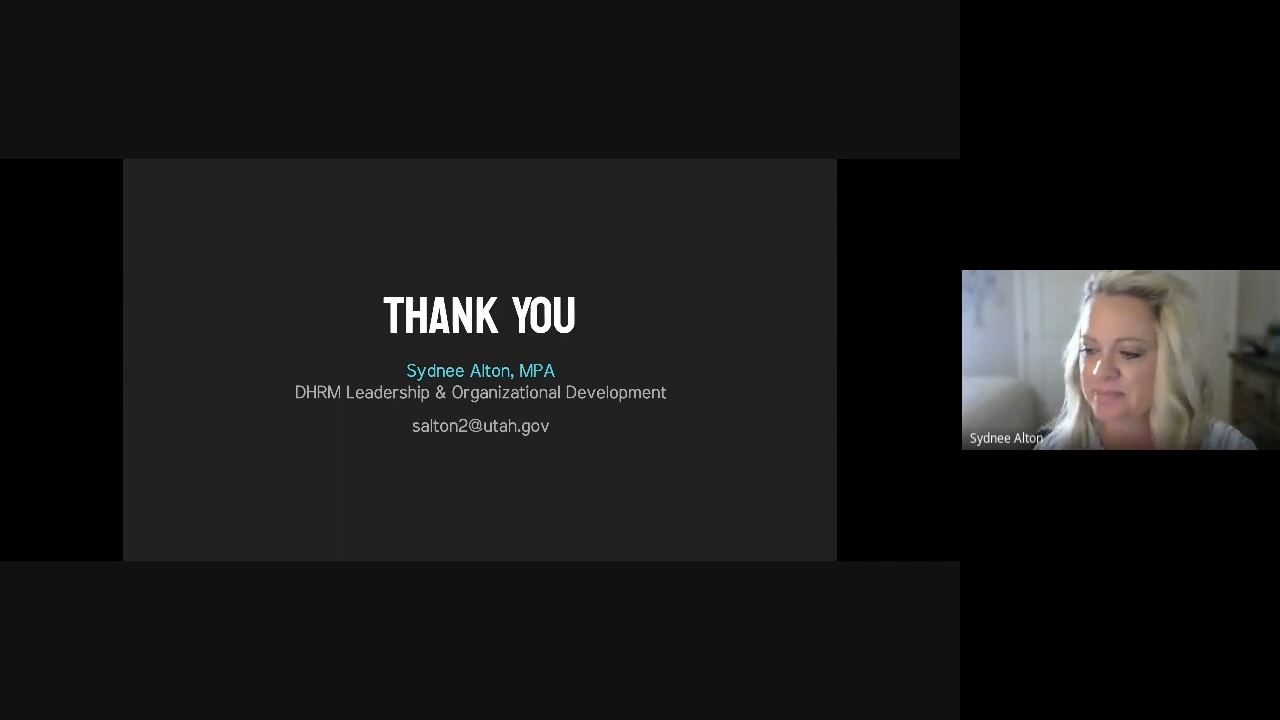 THANK YOU
Sydnee Alton, MPA
DHRM Leadership & Organizational Development
salton2@utah.gov
Sydnee Alton